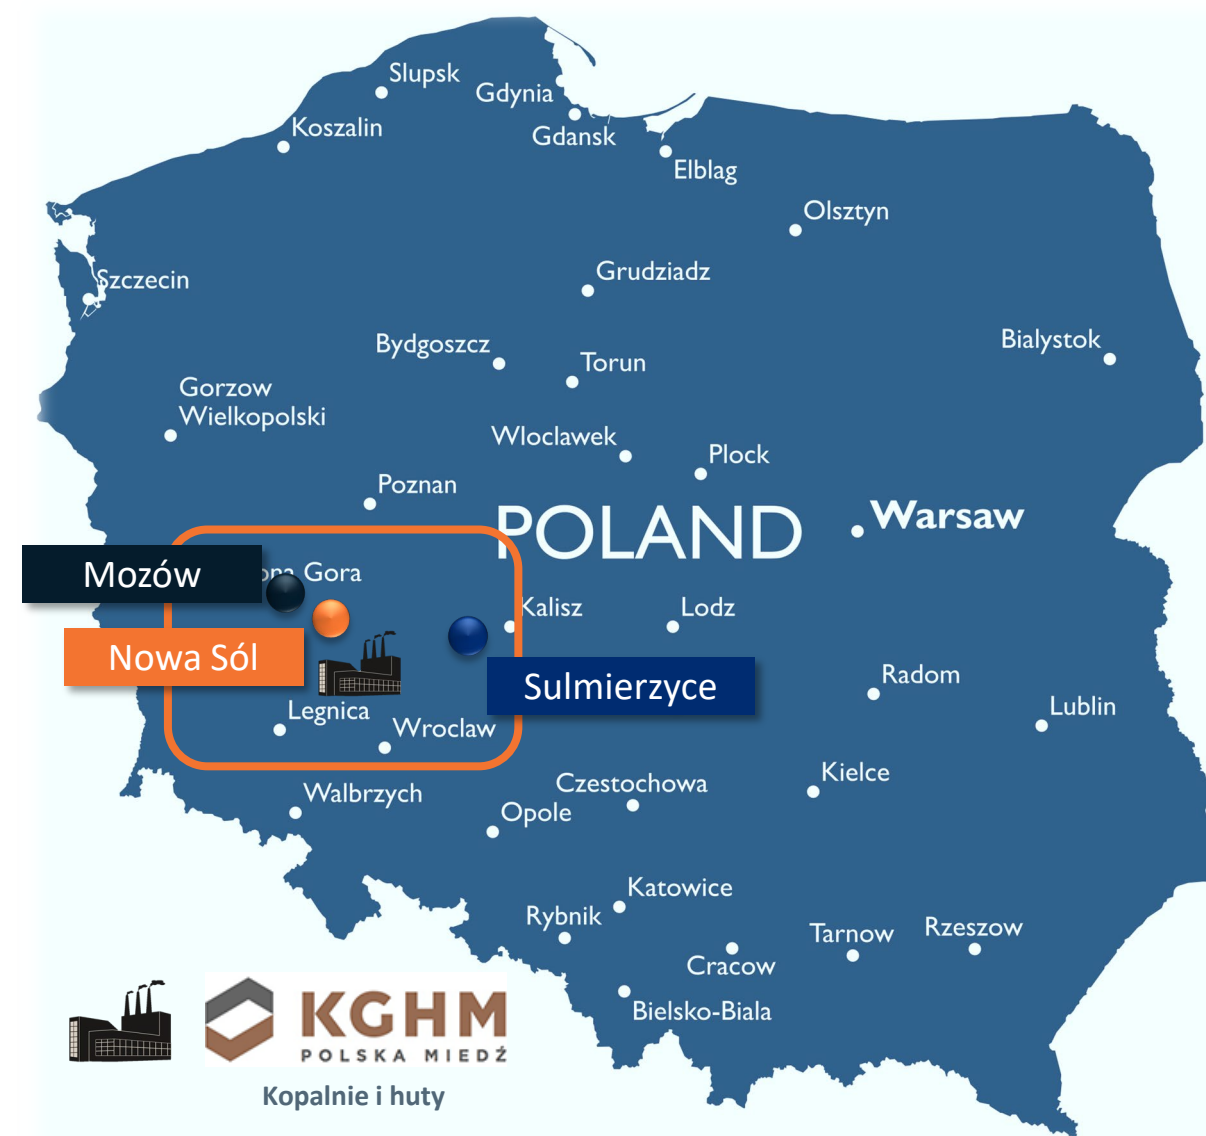 Slupsk
Gdynia
Koszalin
Gdansk
Elblag
Olsztyn
Szczecin
Grudziadz
Bydgoszcz
Torun
Bialystok
Gorzow
Wielkopolski
Wloclawek
Plock
Poznan
POLAND
Warsaw
Mozów
ona Gora
Kalisz
Lodz
Nowa Sól
Sulmierzyce
Radom
Lublin
Legnica
Wroclaw
Czestochowa
Kielce
Walbrzych
Opole
Katowice
Rybnik
Tarnow
Rzeszow
Cracow
Bielsko-Biala
KGHM
POLSKA MIEDŹ
Kopalnie i huty